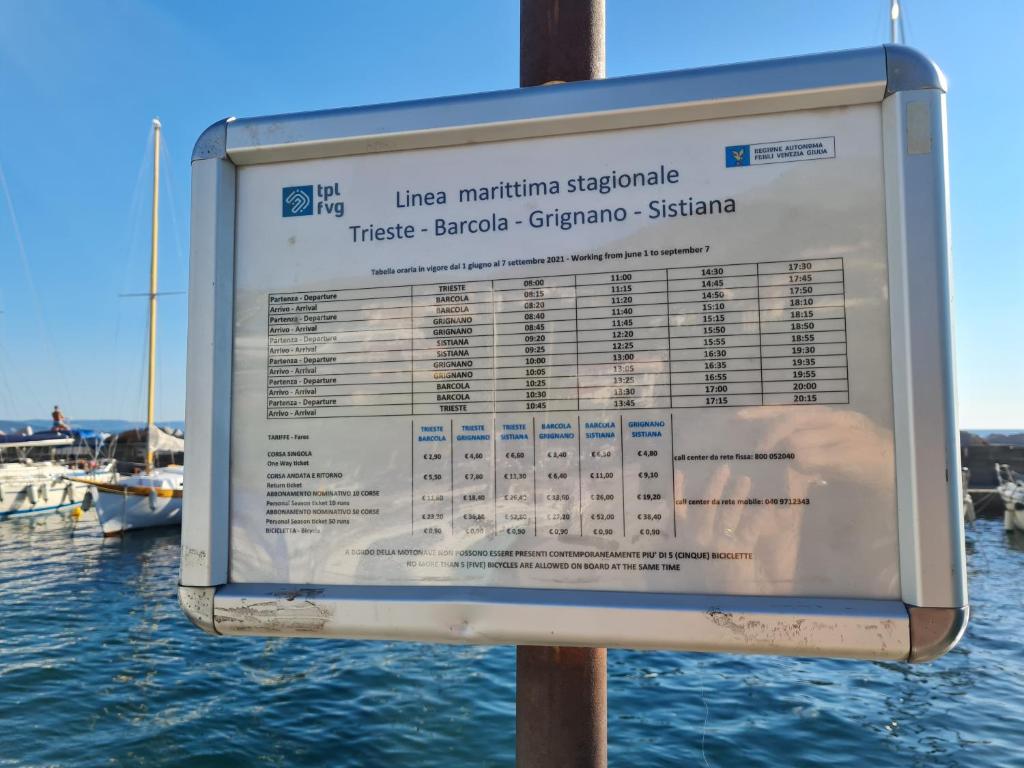 tpl
fvg
REGIONE AUTONOMA
FRIULI VENEZIA GIULIA
Linea marittima stagionale
Trieste - Barcola - Grignano - Sistiana
Tabella oraria in vigore dal 1 giugno al 7 settembre 2021 - Working from june 1 to september 7
Partenza - Departure TRIESTE 08:00 11:00 14:30 17:30
Arrivo - Arrival BARCOLA 08:15 11:15 14:45 17:45
Partenza - Departure BARCOLA 08:20 11:20 14:50 17:50
Arrivo - Arrival GRIGNANO 08:40 11:40 15:10 18:10
Partenza - Departure GRIGNANO 08:45 11:45 15:15 18:15
Arrivo - Arrival SISTIANA 09:20 12:20 15:50 18:50
Partenza - Departure SISTIANA 09:25 12:25 15:55 18:55
Arrivo - Arrival GRIGNANO 10:00 13:00 16:30 19:30
Partenza - Departure GRIGNANO 10:05 13:05 16:35 19:35
Arrivo - Arrival BARCOLA 10:25 13:25 16:55 19:55
Partenza - Departure BARCOLA 10:30 13:30 17:00 20:00
Arrivo - Arrival TRIESTE 10:45 13:45 17:15 20:15
TARIFFE - Fares TRIESTE TRIESTE TRIESTE BARCOLA BARCOLA GRIGNANO
BARCOLA GRIGNANO SISTIANA GRIGNANO SISTIANA SISTIANA
CORSA SINGOLA € 2,90 € 4,60 € 6,60 € 3,40 € 6,50 € 4,80 call center da rete fissa: 800 052040
One Way ticket
CORSA ANDATA E RITORNO € 5,50 € 7,80 € 11,30 € 6,40 € 11,00 € 9,10
Return ticket
ABBONAMENTO NOMINATIVO 10 CORSE € 11,60 € 18,40 € 26,40 € 13,60 € 26,00 € 19,20 call center da rete mobile: 040 9712343
Personal Season ticket 10 runs
ABBONAMENTO NOMINATIVO 50 CORSE € 23,20 € 36,80 € 52,80 € 27,20 € 52,00 € 38,40
Personal Season ticket 50 runs
BICICLETTA - Bicycle € 0,90 € 0,90 € 0,90 € 0,90 € 0,90 € 0,90
A BORDO DELLA MOTONAVE NON POSSONO ESSERE PRESENTI CONTEMPORANEAMENTE PIU' DI 5 (CINQUE) BICICLETTE
NO MORE THAN 5 (FIVE) BICYCLES ARE ALLOWED ON BOARD AT THE SAME TIME